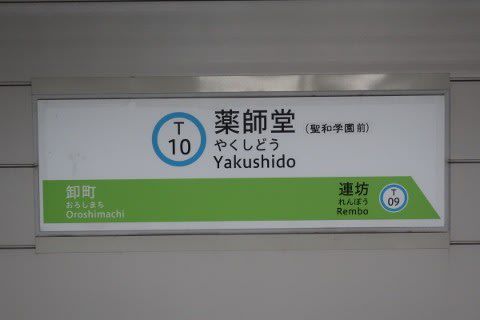 T
10
薬師堂(聖和学園前)
やくしどう
Yakushido
卸町
おろしまち
Oroshimachi
連坊
れんぼう
Rembo
T
09